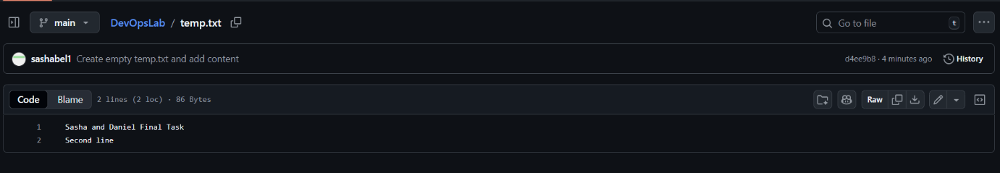 main
DevOpsLab / temp.txt
Go to file
t
sashabel1 Create empty temp.txt and add content
d4ee9b8 · 4 minutes ago
History
Code
Blame
2 lines (2 loc) · 86 Bytes
Raw
1 Sasha and Daniel Final Task
2 Second line